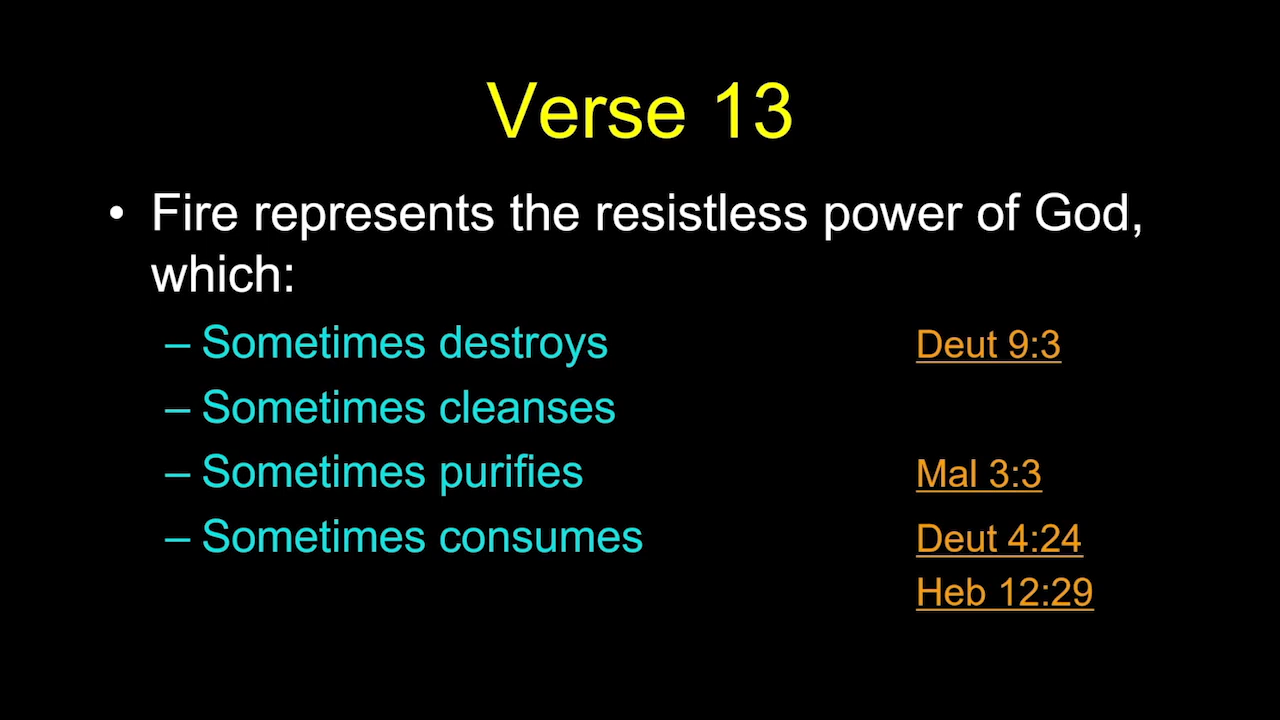 Verse 13
• Fire represents the resistless power of God,
which:
– Sometimes destroys Deut 9:3
– Sometimes cleanses
– Sometimes purifies Mal 3:3
– Sometimes consumes Deut 4:24
Heb 12:29